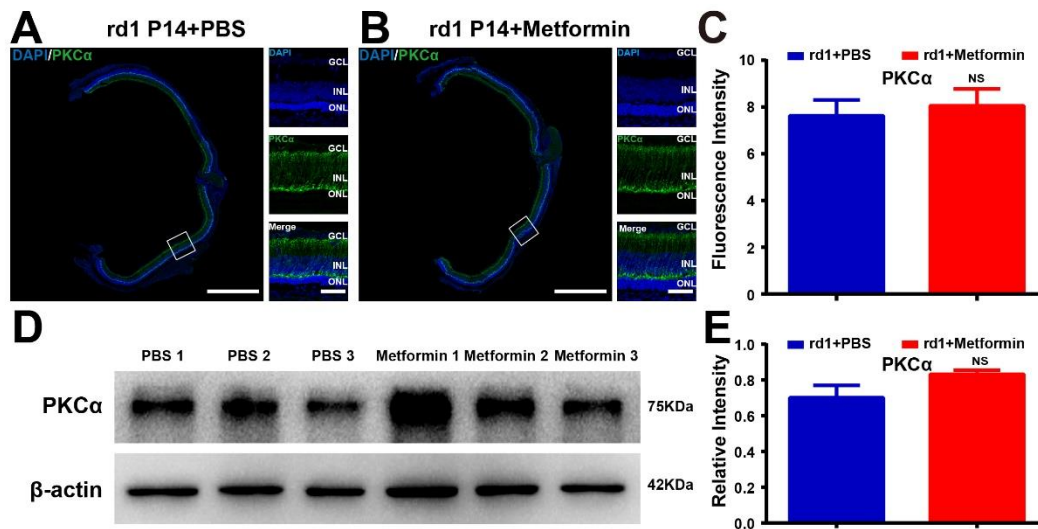 A rd1 P14+PBS
DAPI/PKCα
DAPI
GCL
INL
ONL
PKCα
GCL
INL
ONL
Merge
GCL
INL
ONL
B rd1 P14+Metformin
DAPI/PKCα
DAPI
GCL
INL
ONL
PKCα
GCL
INL
ONL
Merge
GCL
INL
ONL
C
rd1+PBS rd1+Metformin
PKCα
NS
Fluorescence Intensity
10
8
6
4
2
0
D
PBS 1 PBS 2 PBS 3 Metformin 1 Metformin 2 Metformin 3
PKCα 75KDa
β-actin 42KDa
E
rd1+PBS rd1+Metformin
PKCα
NS
Relative Intensity
1.0
0.8
0.6
0.4
0.2
0.0